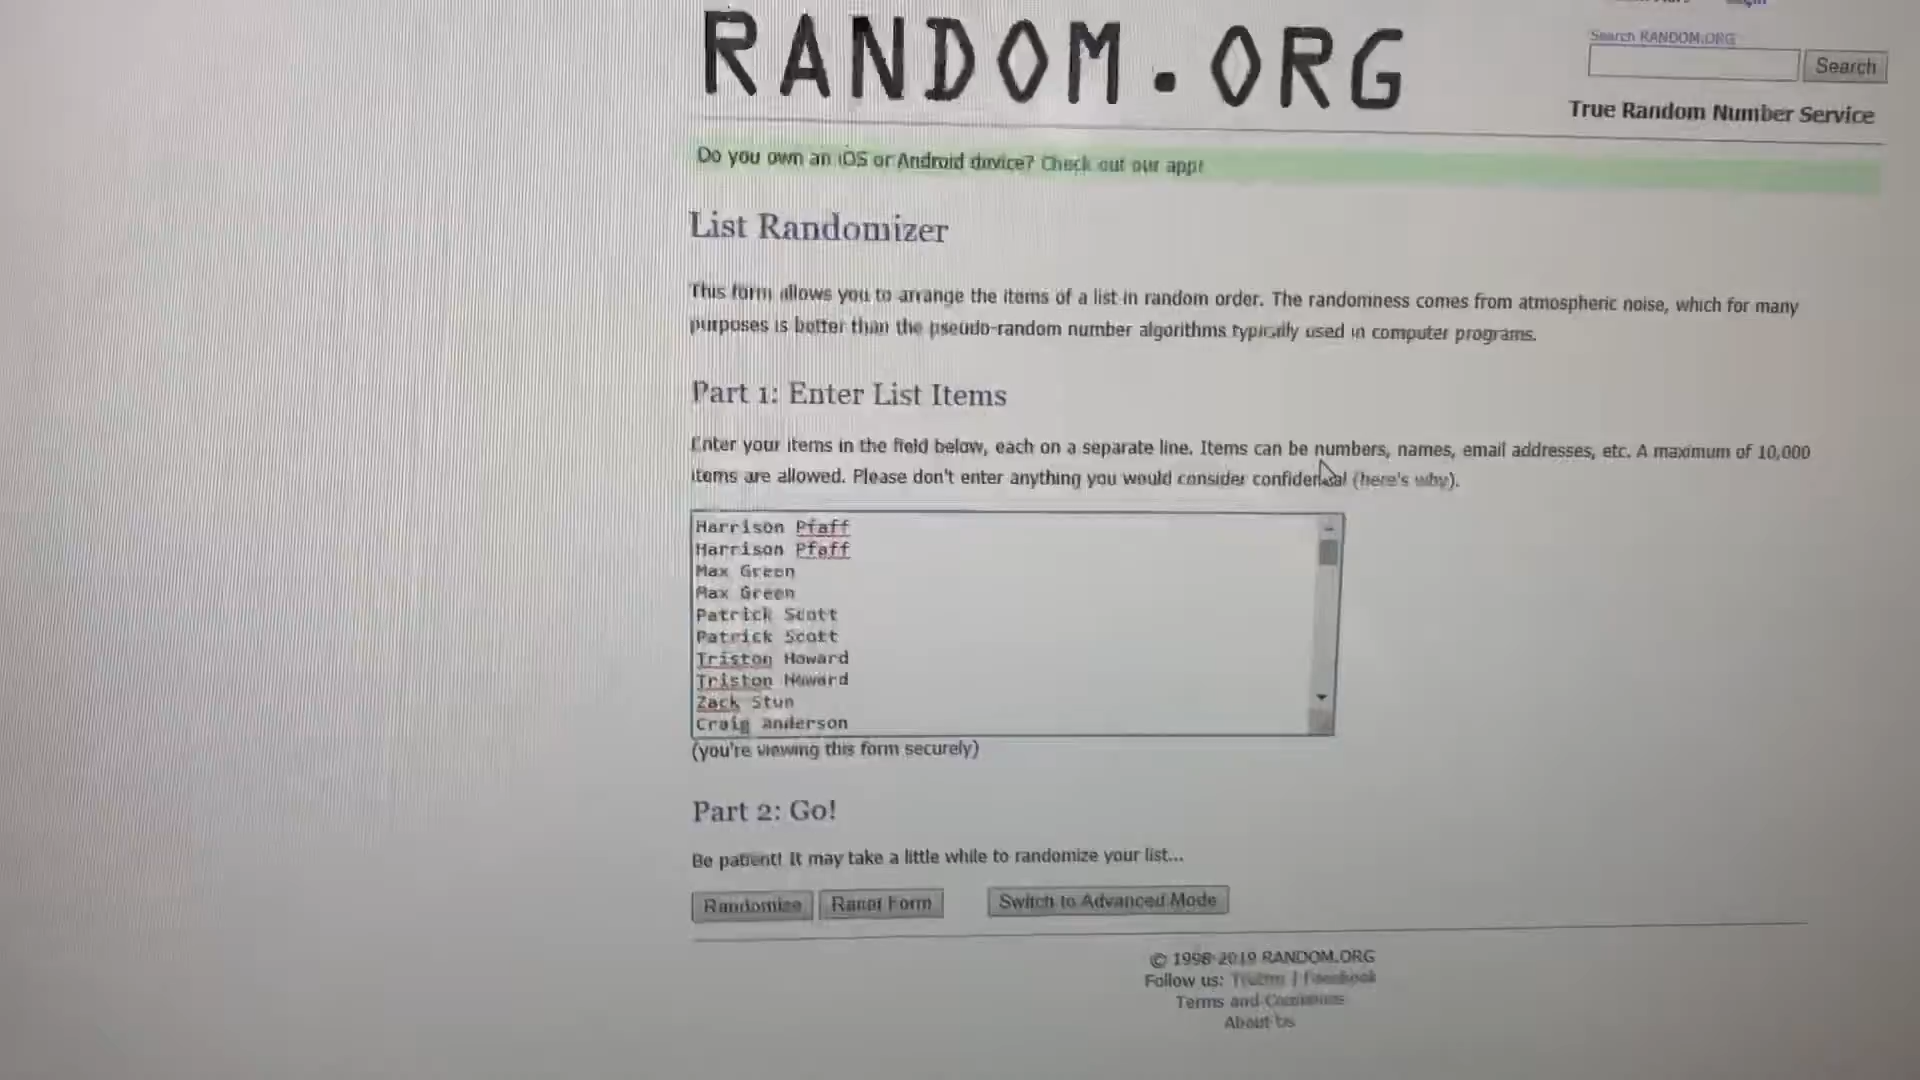 RANDOM.ORG
Search RANDOM.ORG
Search
True Random Number Service
Do you own an iOS or Android device? Check out our app!
List Randomizer
This form allows you to arrange the items of a list in random order. The randomness comes from atmospheric noise, which for many
purposes is better than the pseudo-random number algorithms typically used in computer programs.
Part 1: Enter List Items
Enter your items in the field below, each on a separate line. Items can be numbers, names, email addresses, etc. A maximum of 10,000
items are allowed. Please don't enter anything you would consider confidential (here's why).
Harrison Pfaff
Harrison Pfaff
Max Green
Max Green
Patrick Scott
Patrick Scott
Triston Howard
Triston Howard
Zack Stun
Craig anderson
(you're viewing this form securely)
Part 2: Go!
Be patient! It may take a little while to randomize your list...
Randomize Reset Form Switch to Advanced Mode
© 1998-2019 RANDOM.ORG
Follow us: Twitter | Facebook
Terms and Conditions
About Us